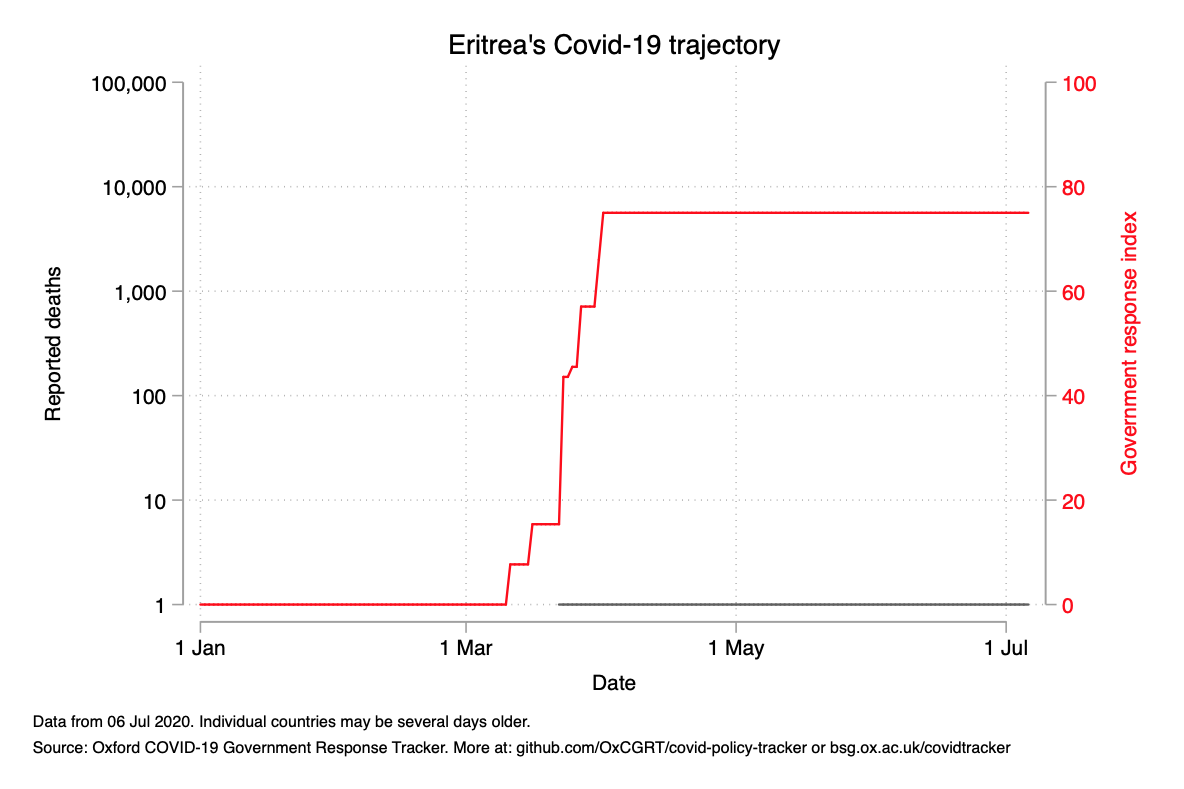 Eritrea's Covid-19 trajectory
100,000
10,000
1,000
100
10
1
Reported deaths
100
80
60
40
20
0
Government response index
1 Jan
1 Mar
1 May
1 Jul
Date
Data from 06 Jul 2020. Individual countries may be several days older.
Source: Oxford COVID-19 Government Response Tracker. More at: github.com/OxCGRT/covid-policy-tracker or bsg.ox.ac.uk/covidtracker